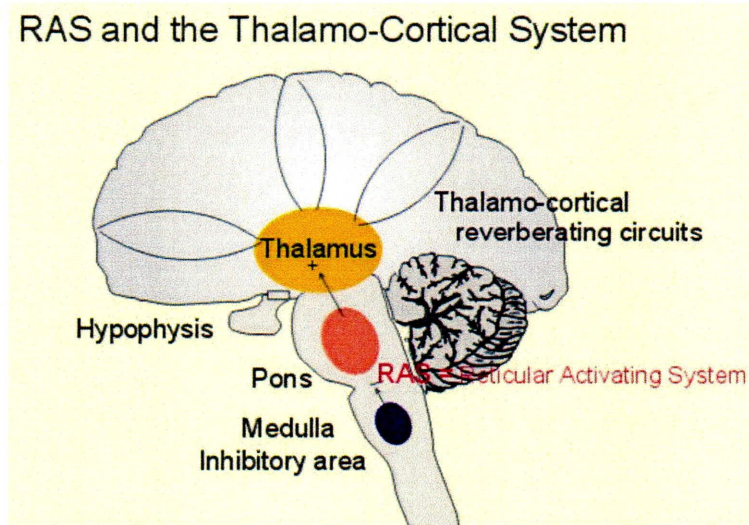 RAS and the Thalamo-Cortical System
Thalamo-cortical
reverberating circuits
Thalamus
+
Hypophysis
Pons
RAS = Reticular Activating System
Medulla
Inhibitory area